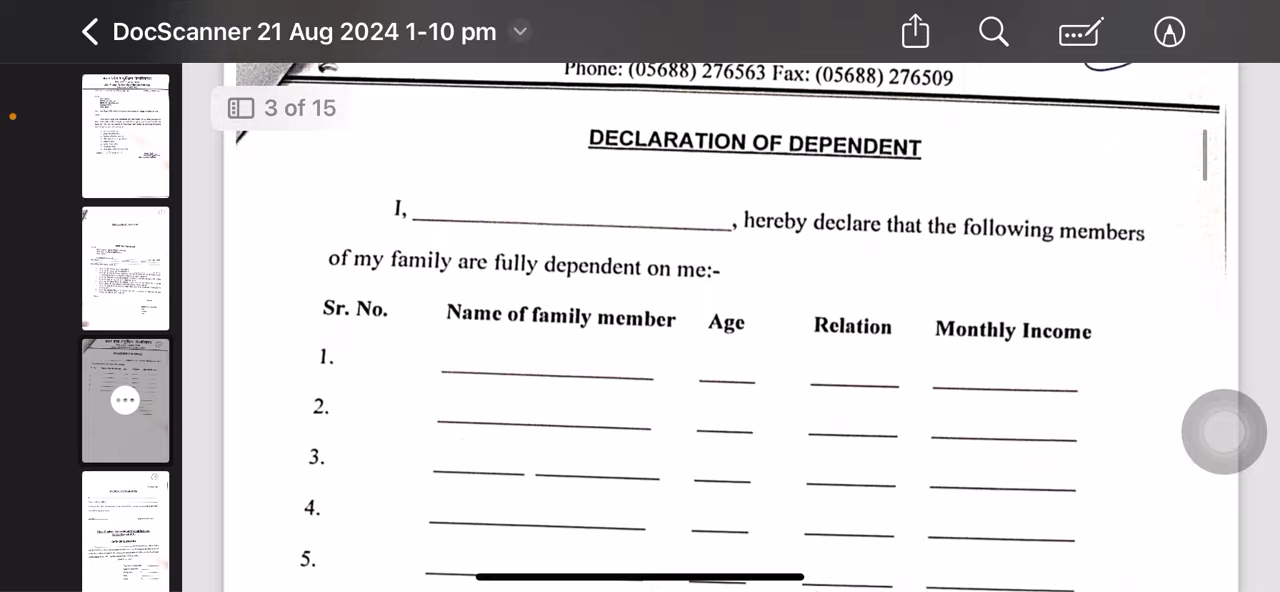 DocScanner 21 Aug 2024 1-10 pm
Phone: (05688) 276563 Fax: (05688) 276509
3 of 15
DECLARATION OF DEPENDENT
I, , hereby declare that the following members
of my family are fully dependent on me:-
Sr. No. Name of family member Age Relation Monthly Income
1.
2.
3.
4.
5.